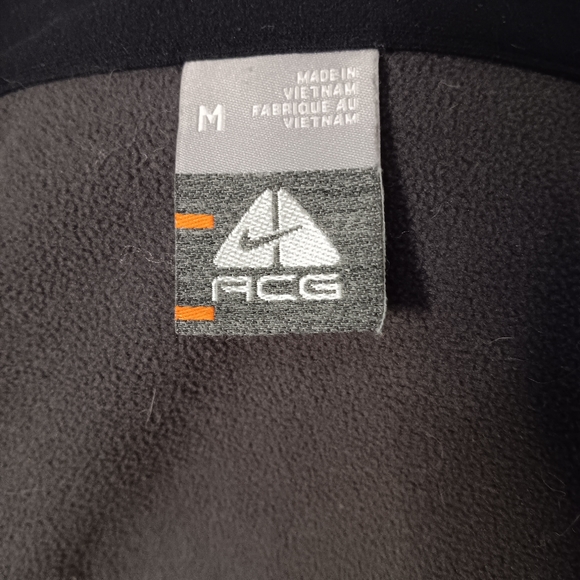 M
MADE IN
VIETNAM
FABRIQUE AU
VIETNAM
ACG